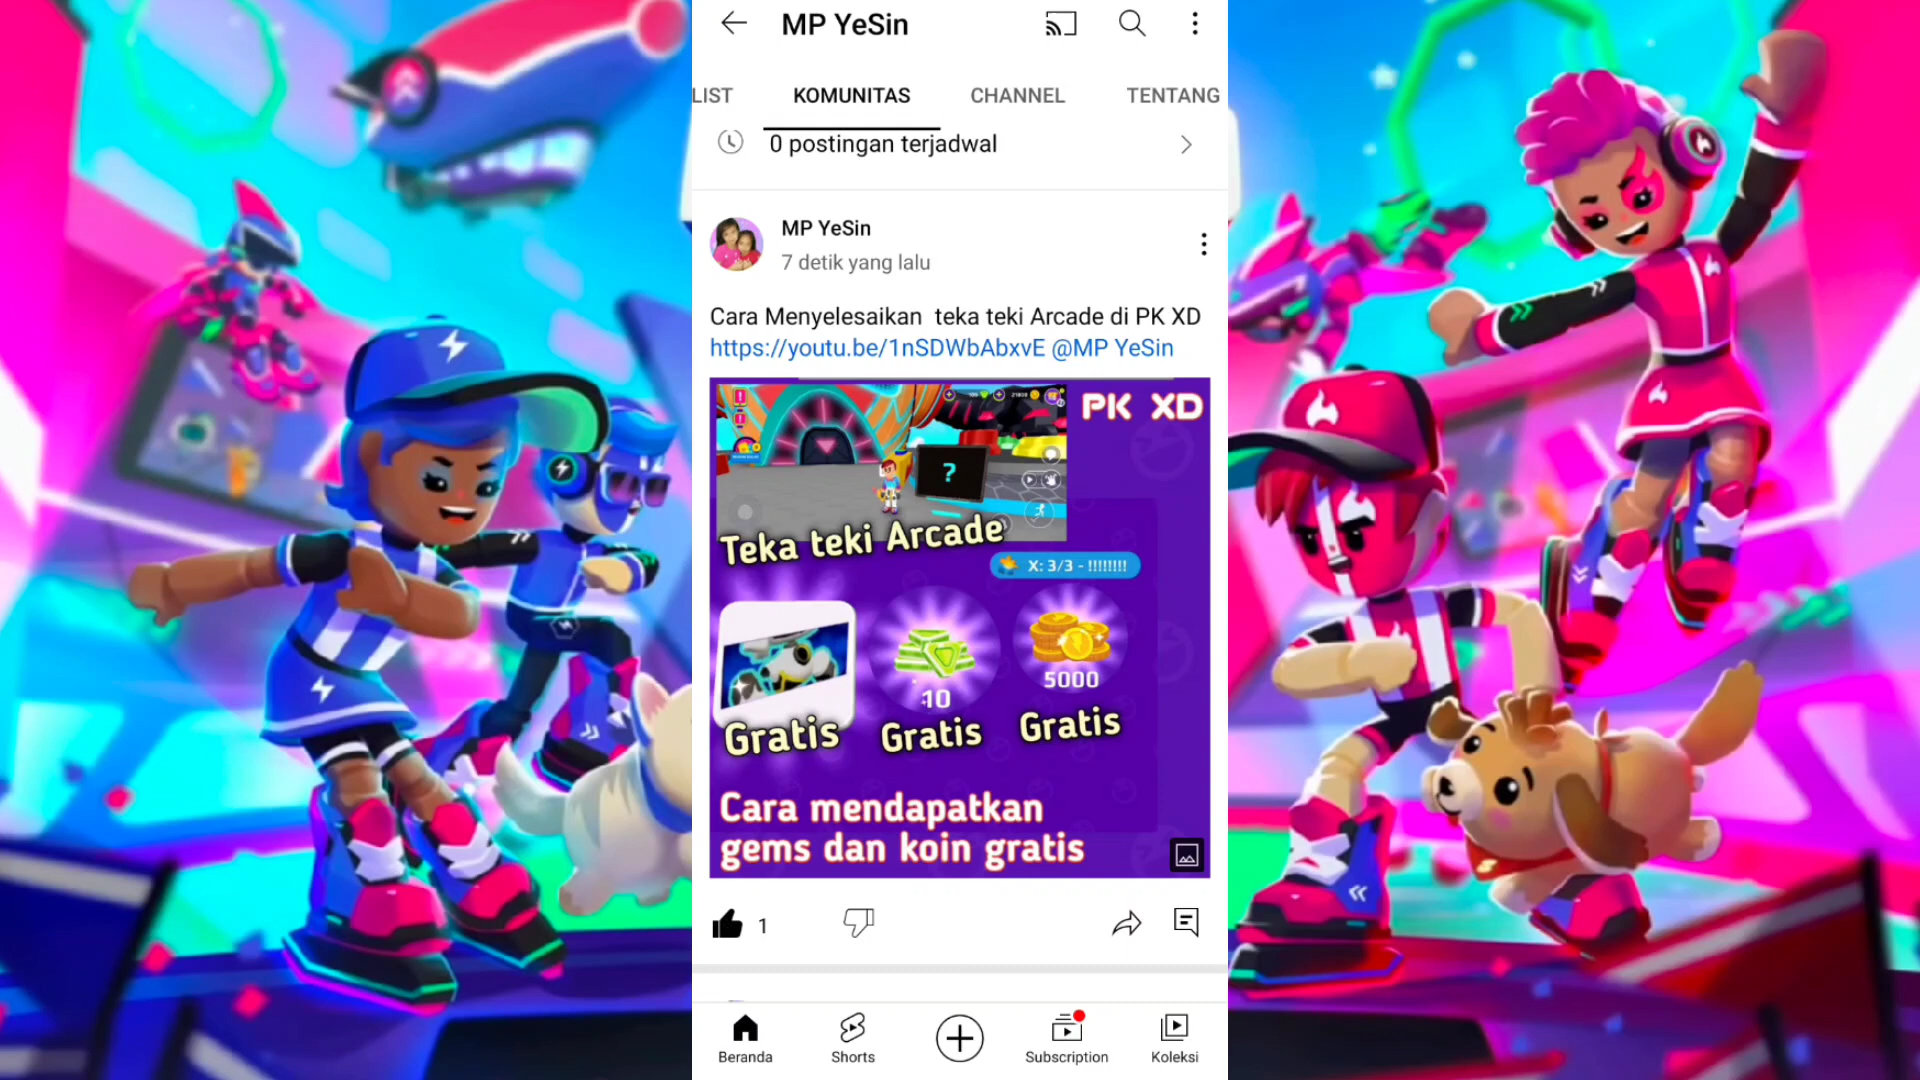 MP YeSin
LIST KOMUNITAS CHANNEL TENTANG
0 postingan terjadwal
MP YeSin
7 detik yang lalu
Cara Menyelesaikan teka teki Arcade di PK XD
https://youtu.be/1nSDWbAbxvE @MP YeSin
PK XD
?
Teka teki Arcade
X: 3/3 - !!!!!!!!
10
5000
Gratis
Gratis
Gratis
Cara mendapatkan
gems dan koin gratis
1
Beranda
Shorts
Subscription
Koleksi